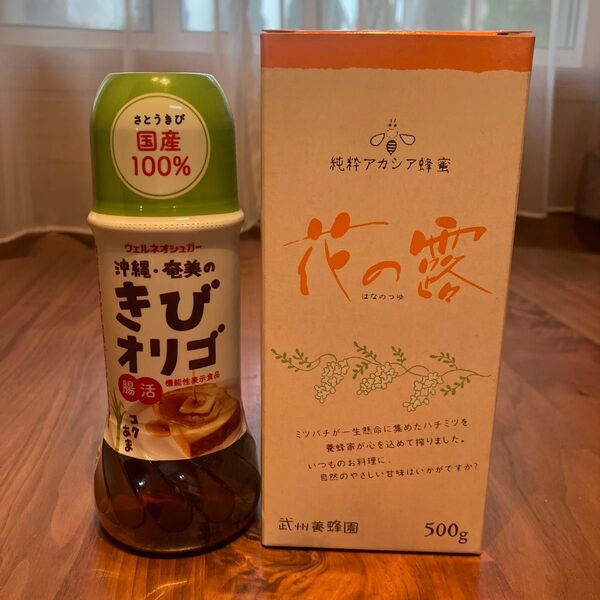 さとうきび
国産
100%
ウェルネオシュガー
沖縄・奄美の
きび
オリゴ
腸活
機能性表示食品
コクあま
純粋アカシア蜂蜜
花の露
はなのつゆ
ミツバチが一生懸命に集めたハチミツを
養蜂家が心を込めて搾りました。
いつものお料理に、
自然のやさしい甘味はいかがですか?
武州養蜂園
500g